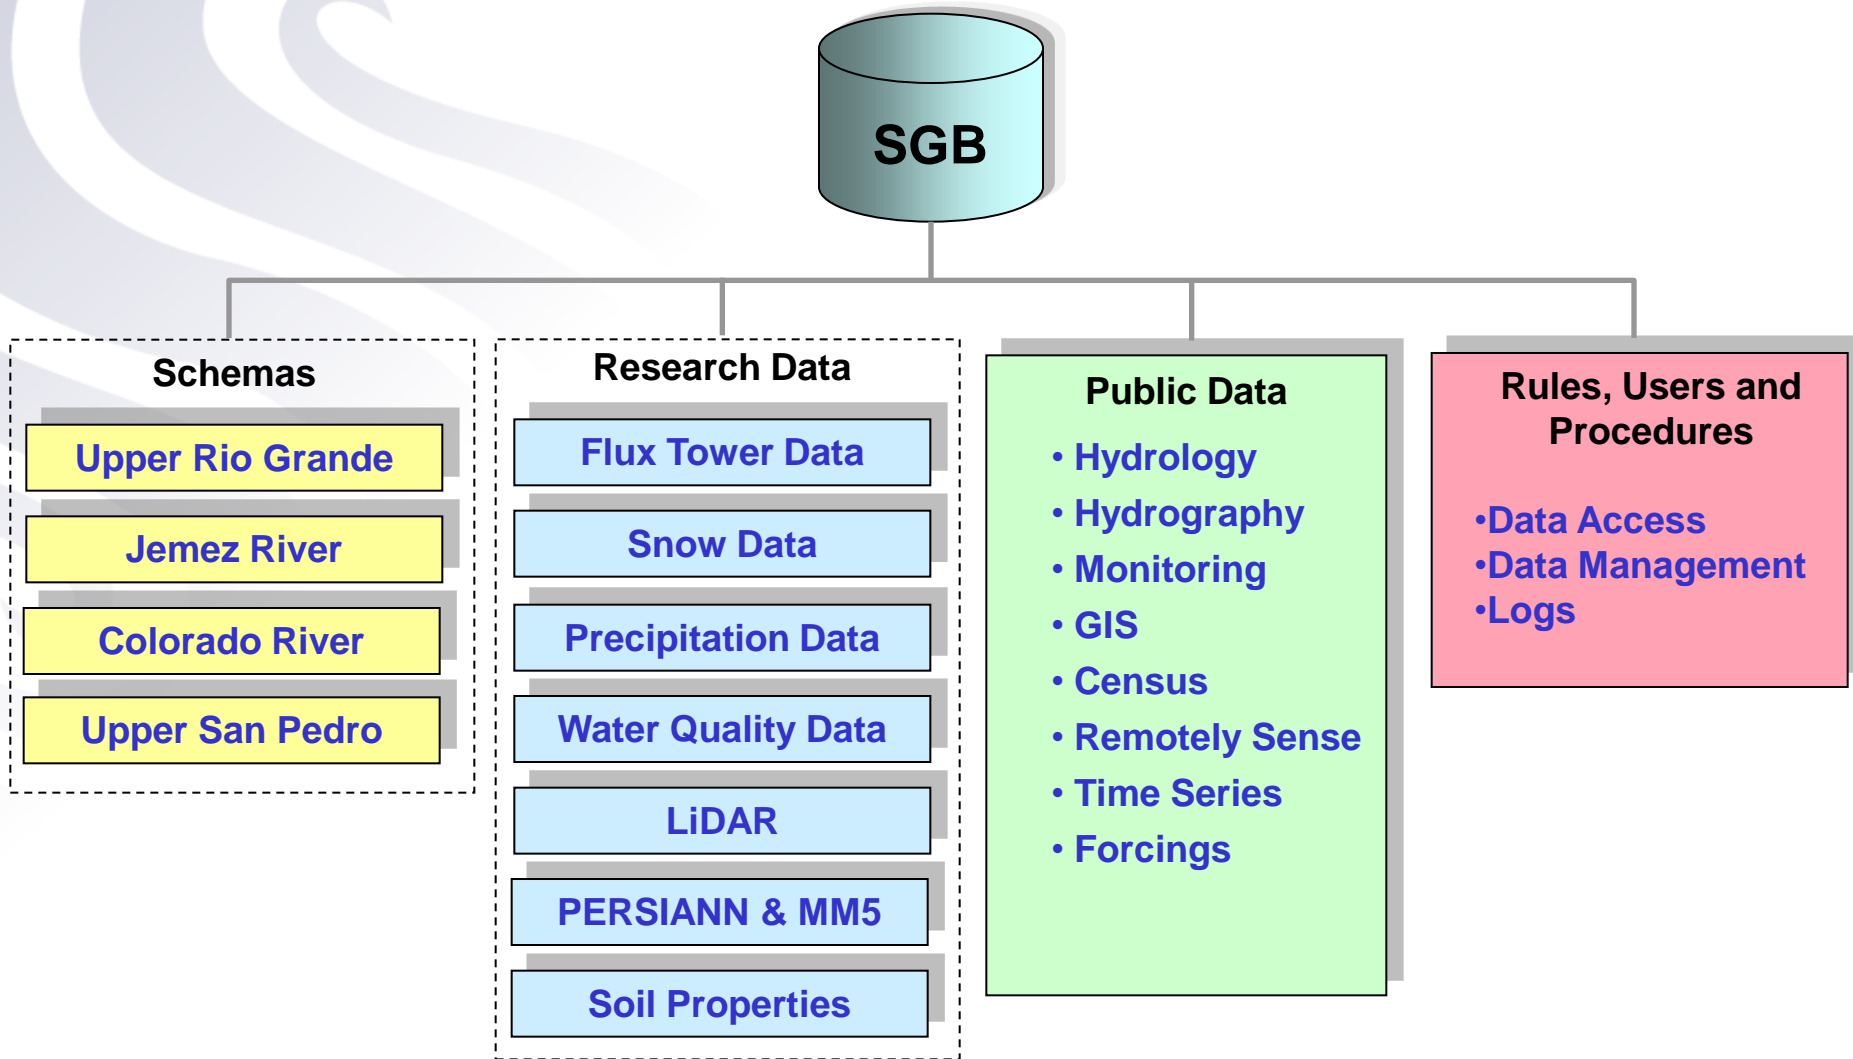 SGB
Schemas
Upper Rio Grande
Jemez River
Colorado River
Upper San Pedro
Research Data
Flux Tower Data
Snow Data
Precipitation Data
Water Quality Data
LiDAR
PERSIANN & MM5
Soil Properties
Public Data
• Hydrology
• Hydrography
• Monitoring
• GIS
• Census
• Remotely Sense
• Time Series
• Forcings
Rules, Users and
Procedures
•Data Access
•Data Management
•Logs